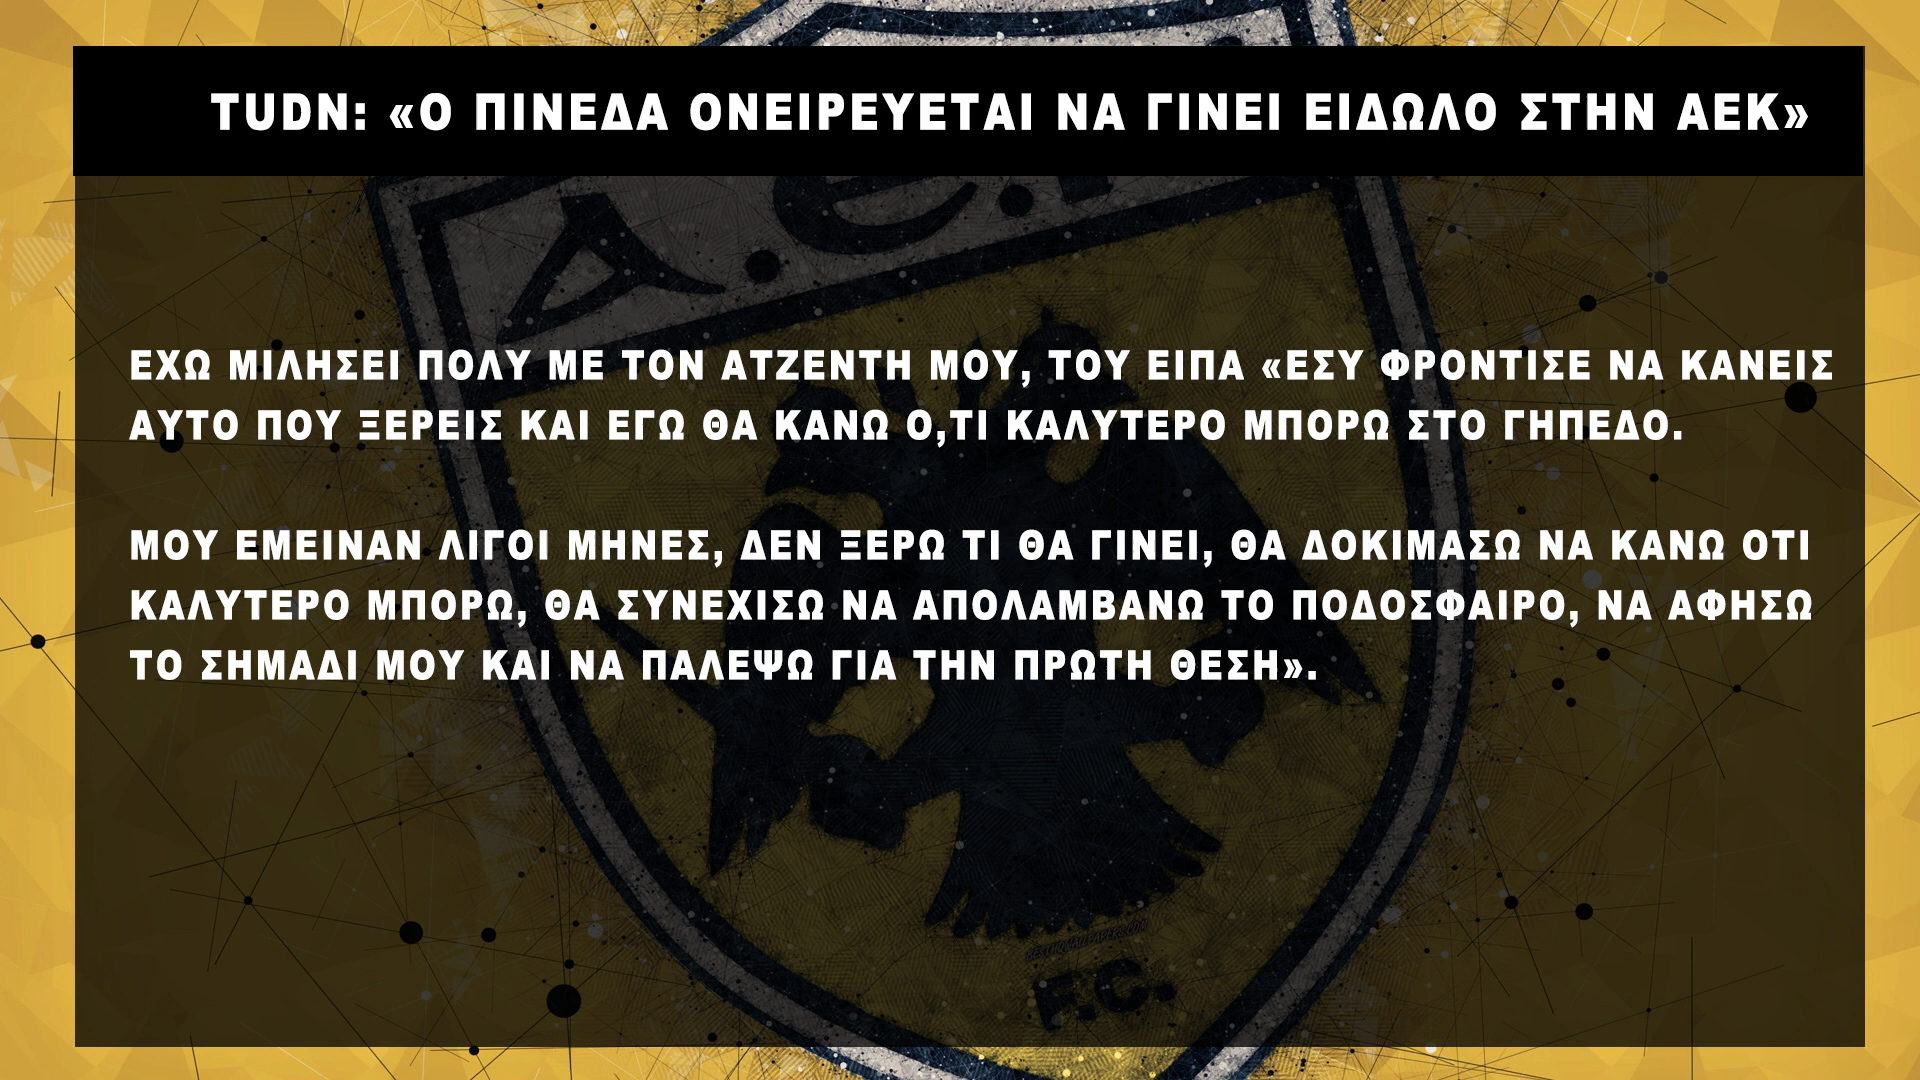 TUDN: «Ο ΠΙΝΕΔΑ ΟΝΕΙΡΕΥΕΤΑΙ ΝΑ ΓΙΝΕΙ ΕΙΔΩΛΟ ΣΤΗΝ ΑΕΚ»
ΕΧΩ ΜΙΛΗΣΕΙ ΠΟΛΥ ΜΕ ΤΟΝ ΑΤΖΕΝΤΗ ΜΟΥ, ΤΟΥ ΕΙΠΑ «ΕΣΥ ΦΡΟΝΤΙΣΕ ΝΑ ΚΑΝΕΙΣ
ΑΥΤΟ ΠΟΥ ΞΕΡΕΙΣ ΚΑΙ ΕΓΩ ΘΑ ΚΑΝΩ Ο,ΤΙ ΚΑΛΥΤΕΡΟ ΜΠΟΡΩ ΣΤΟ ΓΗΠΕΔΟ.
ΜΟΥ ΕΜΕΙΝΑΝ ΛΙΓΟΙ ΜΗΝΕΣ, ΔΕΝ ΞΕΡΩ ΤΙ ΘΑ ΓΙΝΕΙ, ΘΑ ΔΟΚΙΜΑΣΩ ΝΑ ΚΑΝΩ ΟΤΙ
ΚΑΛΥΤΕΡΟ ΜΠΟΡΩ, ΘΑ ΣΥΝΕΧΙΣΩ ΝΑ ΑΠΟΛΑΜΒΑΝΩ ΤΟ ΠΟΔΟΣΦΑΙΡΟ, ΝΑ ΑΦΗΣΩ
ΤΟ ΣΗΜΑΔΙ ΜΟΥ ΚΑΙ ΝΑ ΠΑΛΕΨΩ ΓΙΑ ΤΗΝ ΠΡΩΤΗ ΘΕΣΗ».
BESTHQWALLPAPERS.COM
F.C.